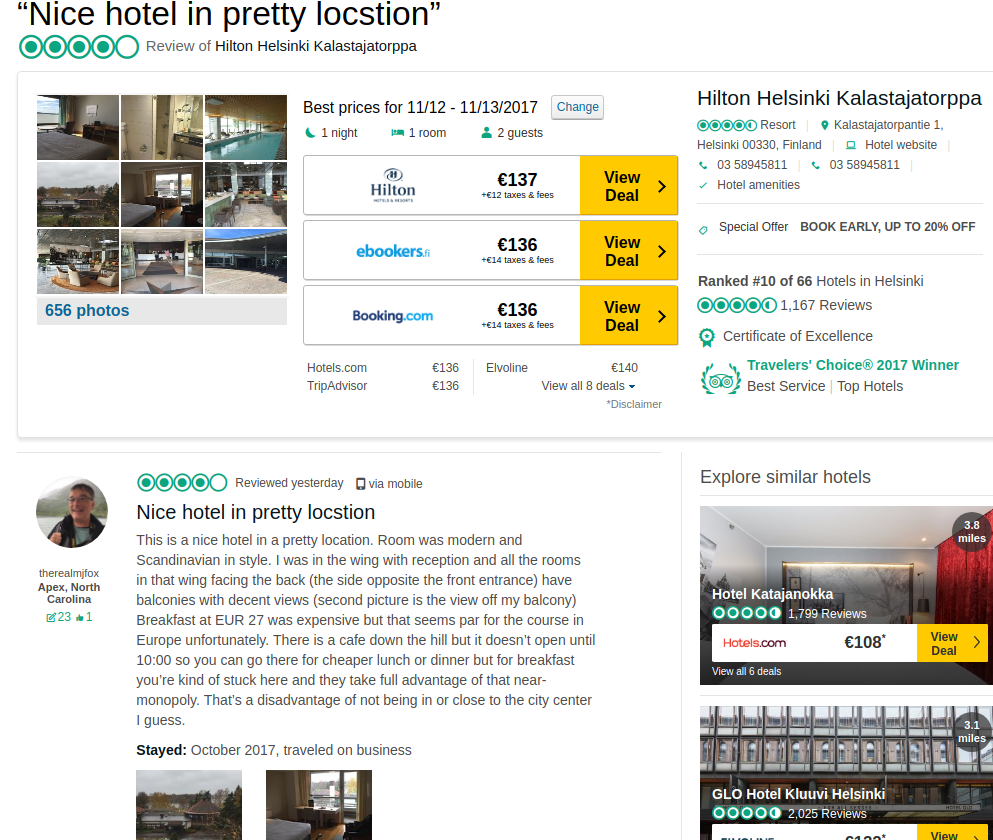 “Nice hotel in pretty locstion”
Review of Hilton Helsinki Kalastajatorppa
656 photos
Best prices for 11/12 - 11/13/2017 Change
1 night 1 room 2 guests
Hilton
HOTELS & RESORTS
€137
+€12 taxes & fees
View
Deal
ebookers.fi
€136
+€14 taxes & fees
View
Deal
Booking.com
€136
+€14 taxes & fees
View
Deal
Hotels.com €136 Elvoline €140
TripAdvisor €136 View all 8 deals
*Disclaimer
Hilton Helsinki Kalastajatorppa
Resort Kalastajatorpantie 1,
Helsinki 00330, Finland Hotel website
03 58945811 03 58945811
Hotel amenities
Special Offer BOOK EARLY, UP TO 20% OFF
Ranked #10 of 66 Hotels in Helsinki
1,167 Reviews
Certificate of Excellence
Travelers' Choice® 2017 Winner
Best Service | Top Hotels
therealmjfox
Apex, North
Carolina
23 1
Reviewed yesterday via mobile
Nice hotel in pretty locstion
This is a nice hotel in a pretty location. Room was modern and
Scandinavian in style. I was in the wing with reception and all the rooms
in that wing facing the back (the side opposite the front entrance) have
balconies with decent views (second picture is the view off my balcony)
Breakfast at EUR 27 was expensive but that seems par for the course in
Europe unfortunately. There is a cafe down the hill but it doesn’t open until
10:00 so you can go there for cheaper lunch or dinner but for breakfast
you’re kind of stuck here and they take full advantage of that near-
monopoly. That’s a disadvantage of not being in or close to the city center
I guess.
Stayed: October 2017, traveled on business
Explore similar hotels
3.8
miles
Hotel Katajanokka
1,799 Reviews
Hotels.com €108*
View
Deal
View all 6 deals
3.1
miles
GLO Hotel Kluuvi Helsinki
2,025 Reviews
View